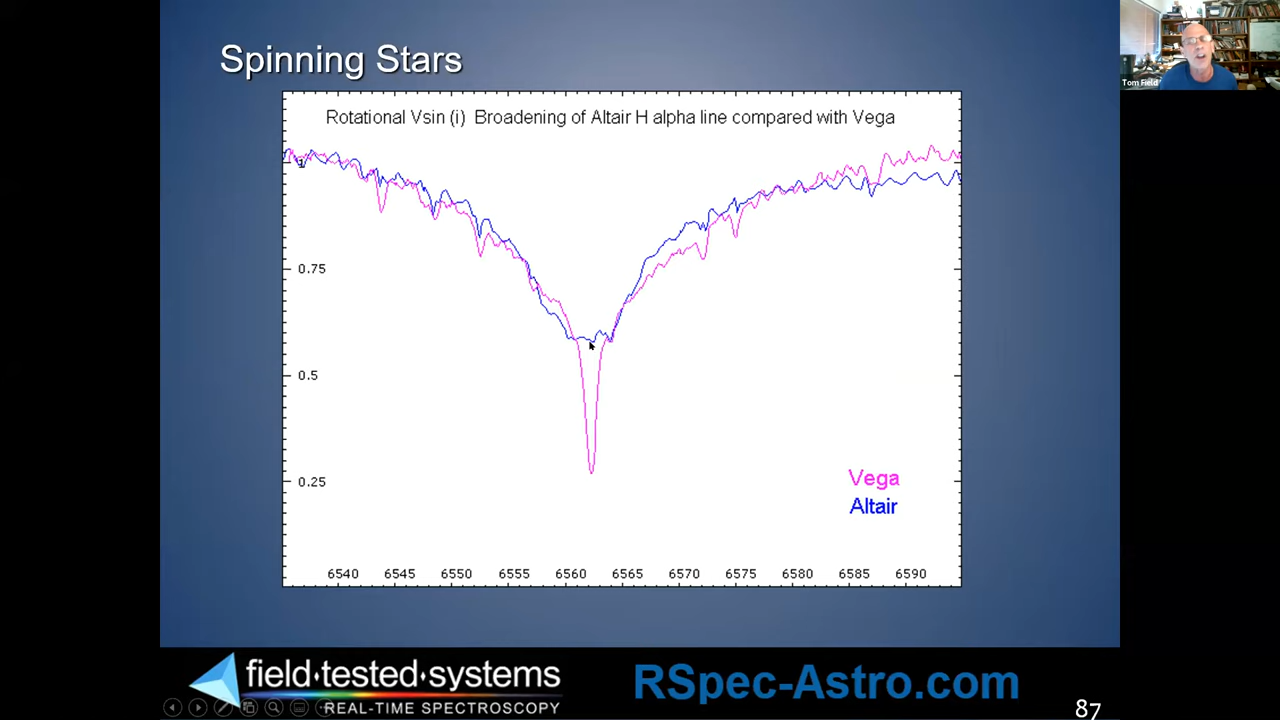 Spinning Stars
Tom Field
Rotational Vsin (i) Broadening of Altair H alpha line compared with Vega
1
0.75
0.5
0.25
Vega
Altair
6540 6545 6550 6555 6560 6565 6570 6575 6580 6585 6590
field·tested·systems
REAL-TIME SPECTROSCOPY
RSpec-Astro.com
87